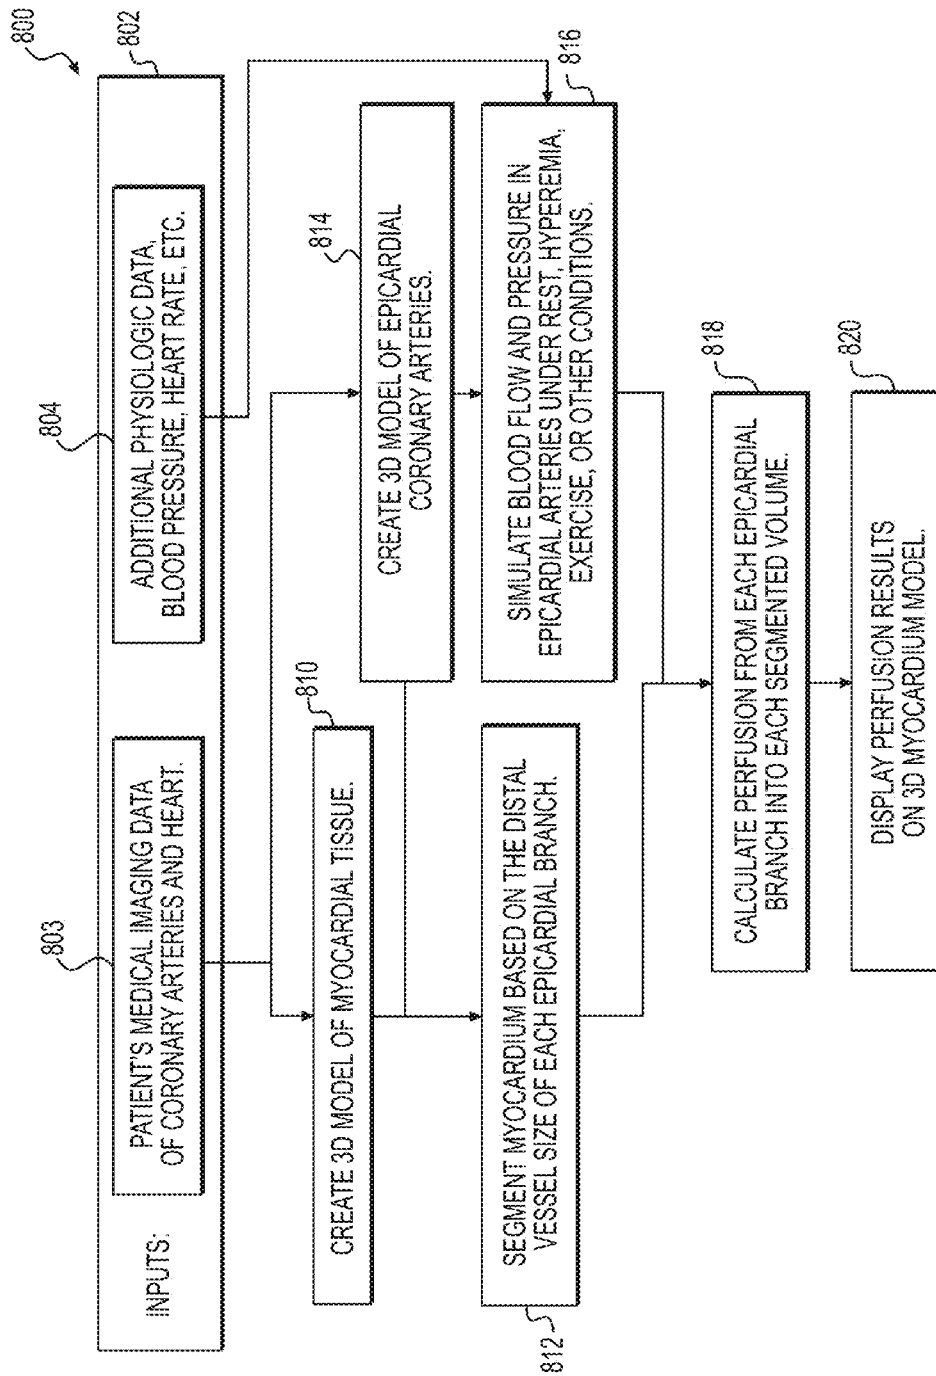 800
802
INPUTS:
803
PATIENT'S MEDICAL IMAGING DATA
OF CORONARY ARTERIES AND HEART.
804
ADDITIONAL PHYSIOLOGIC DATA,
BLOOD PRESSURE, HEART RATE, ETC.
810
CREATE 3D MODEL OF MYOCARDIAL TISSUE.
814
CREATE 3D MODEL OF EPICARDIAL
CORONARY ARTERIES.
812
SEGMENT MYOCARDIUM BASED ON THE DISTAL
VESSEL SIZE OF EACH EPICARDIAL BRANCH.
816
SIMULATE BLOOD FLOW AND PRESSURE IN
EPICARDIAL ARTERIES UNDER REST, HYPEREMIA,
EXERCISE, OR OTHER CONDITIONS.
818
CALCULATE PERFUSION FROM EACH EPICARDIAL
BRANCH INTO EACH SEGMENTED VOLUME.
820
DISPLAY PERFUSION RESULTS
ON 3D MYOCARDIUM MODEL.